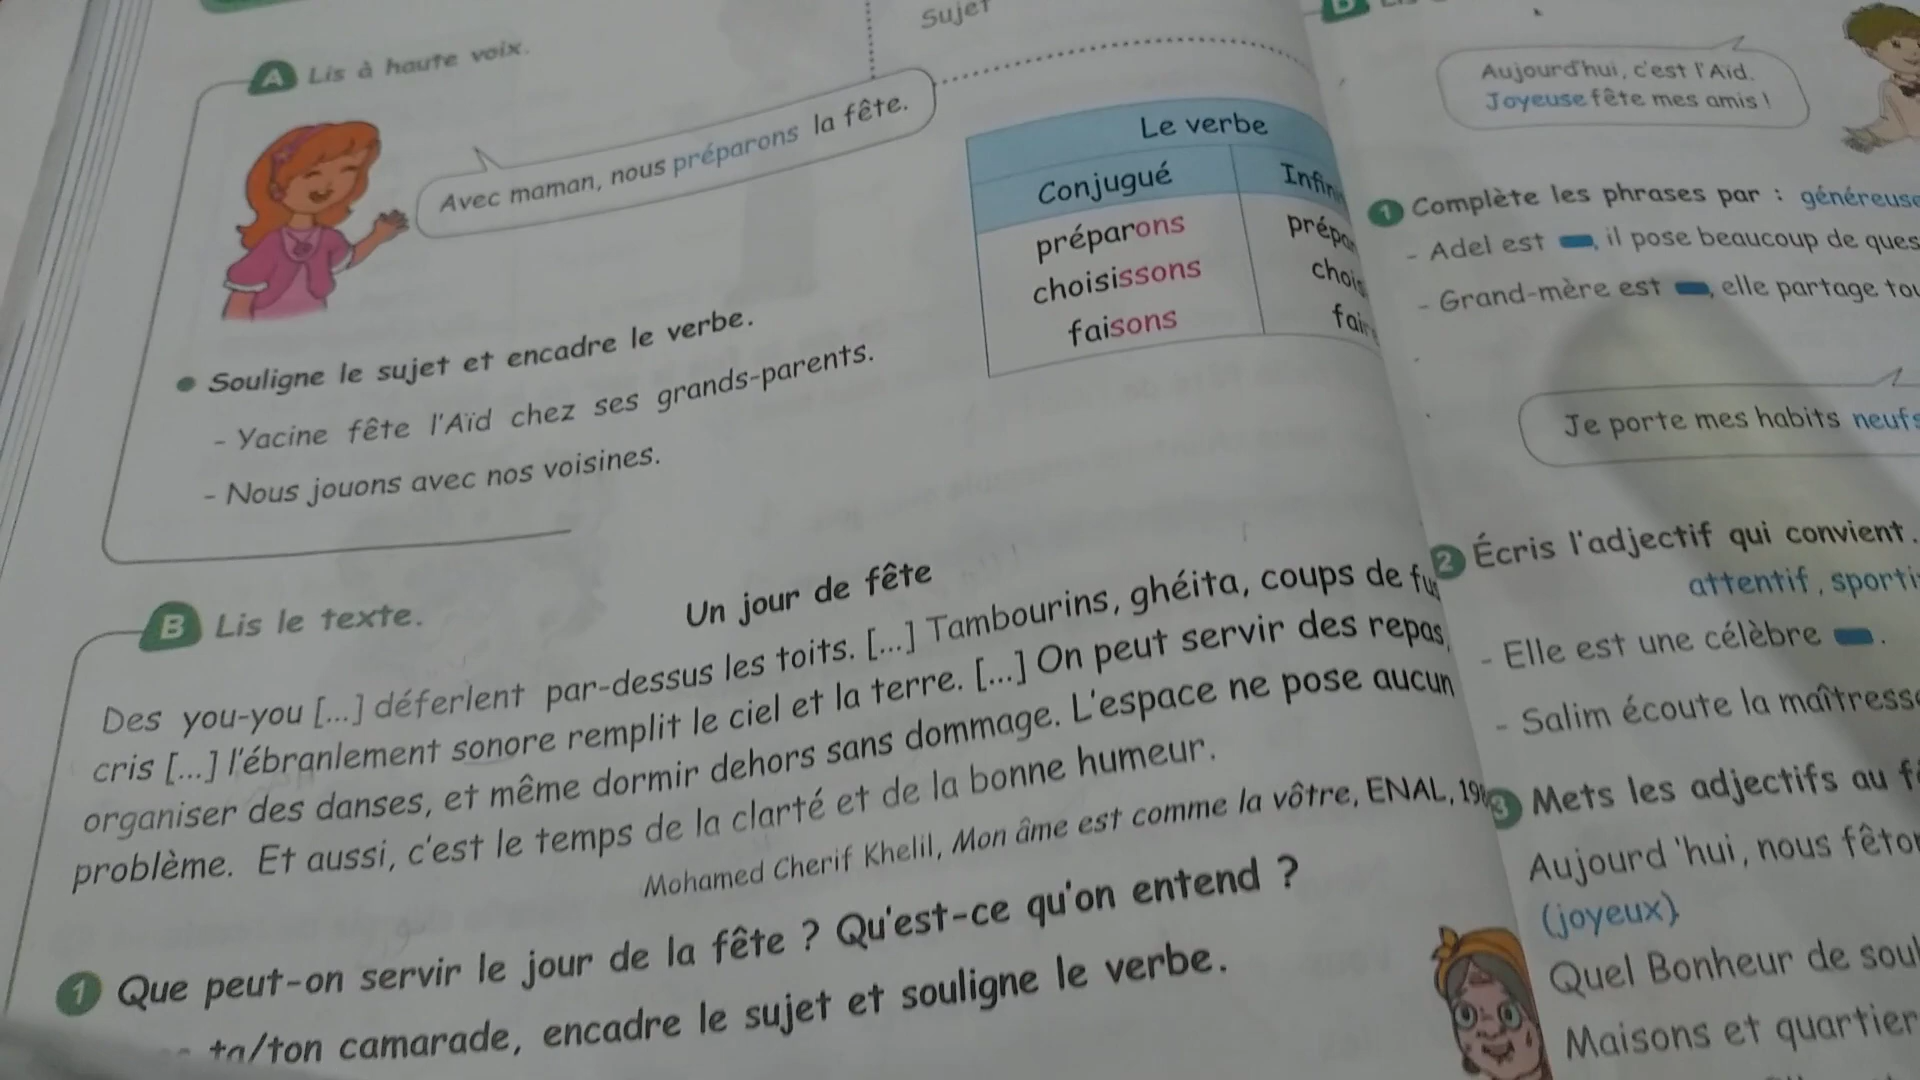 Sujet
A Lis à haute voix.
Avec maman, nous préparons la fête.
Le verbe
Conjugué
préparons
choisissons
faisons
● Souligne le sujet et encadre le verbe.
- Yacine fête l'Aïd chez ses grands-parents.
- Nous jouons avec nos voisines.
B Lis le texte.
Un jour de fête
Des you-you [...] déferlent par-dessus les toits. [...] Tambourins, ghéita, coups de
cris [...] l'ébranlement sonore remplit le ciel et la terre. [...] On peut servir des repas,
organiser des danses, et même dormir dehors sans dommage. L'espace ne pose aucun
problème. Et aussi, c'est le temps de la clarté et de la bonne humeur.
Mohamed Cherif Khelil, Mon âme est comme la vôtre, ENAL,
1 Que peut-on servir le jour de la fête ? Qu'est-ce qu'on entend ?
ta/ton camarade, encadre le sujet et souligne le verbe.
Aujourd'hui, c'est l'Aïd.
Joyeuse fête mes amis !
1 Complète les phrases par :
- Adel est , il pose beaucoup de
- Grand-mère est , elle partage
Je porte mes habits neufs
2 Écris l'adjectif qui convient.
attentif,
- Elle est une célèbre .
- Salim écoute la
3 Mets les adjectifs au
Aujourd'hui, nous
(joyeux)
Quel Bonheur de
Maisons et